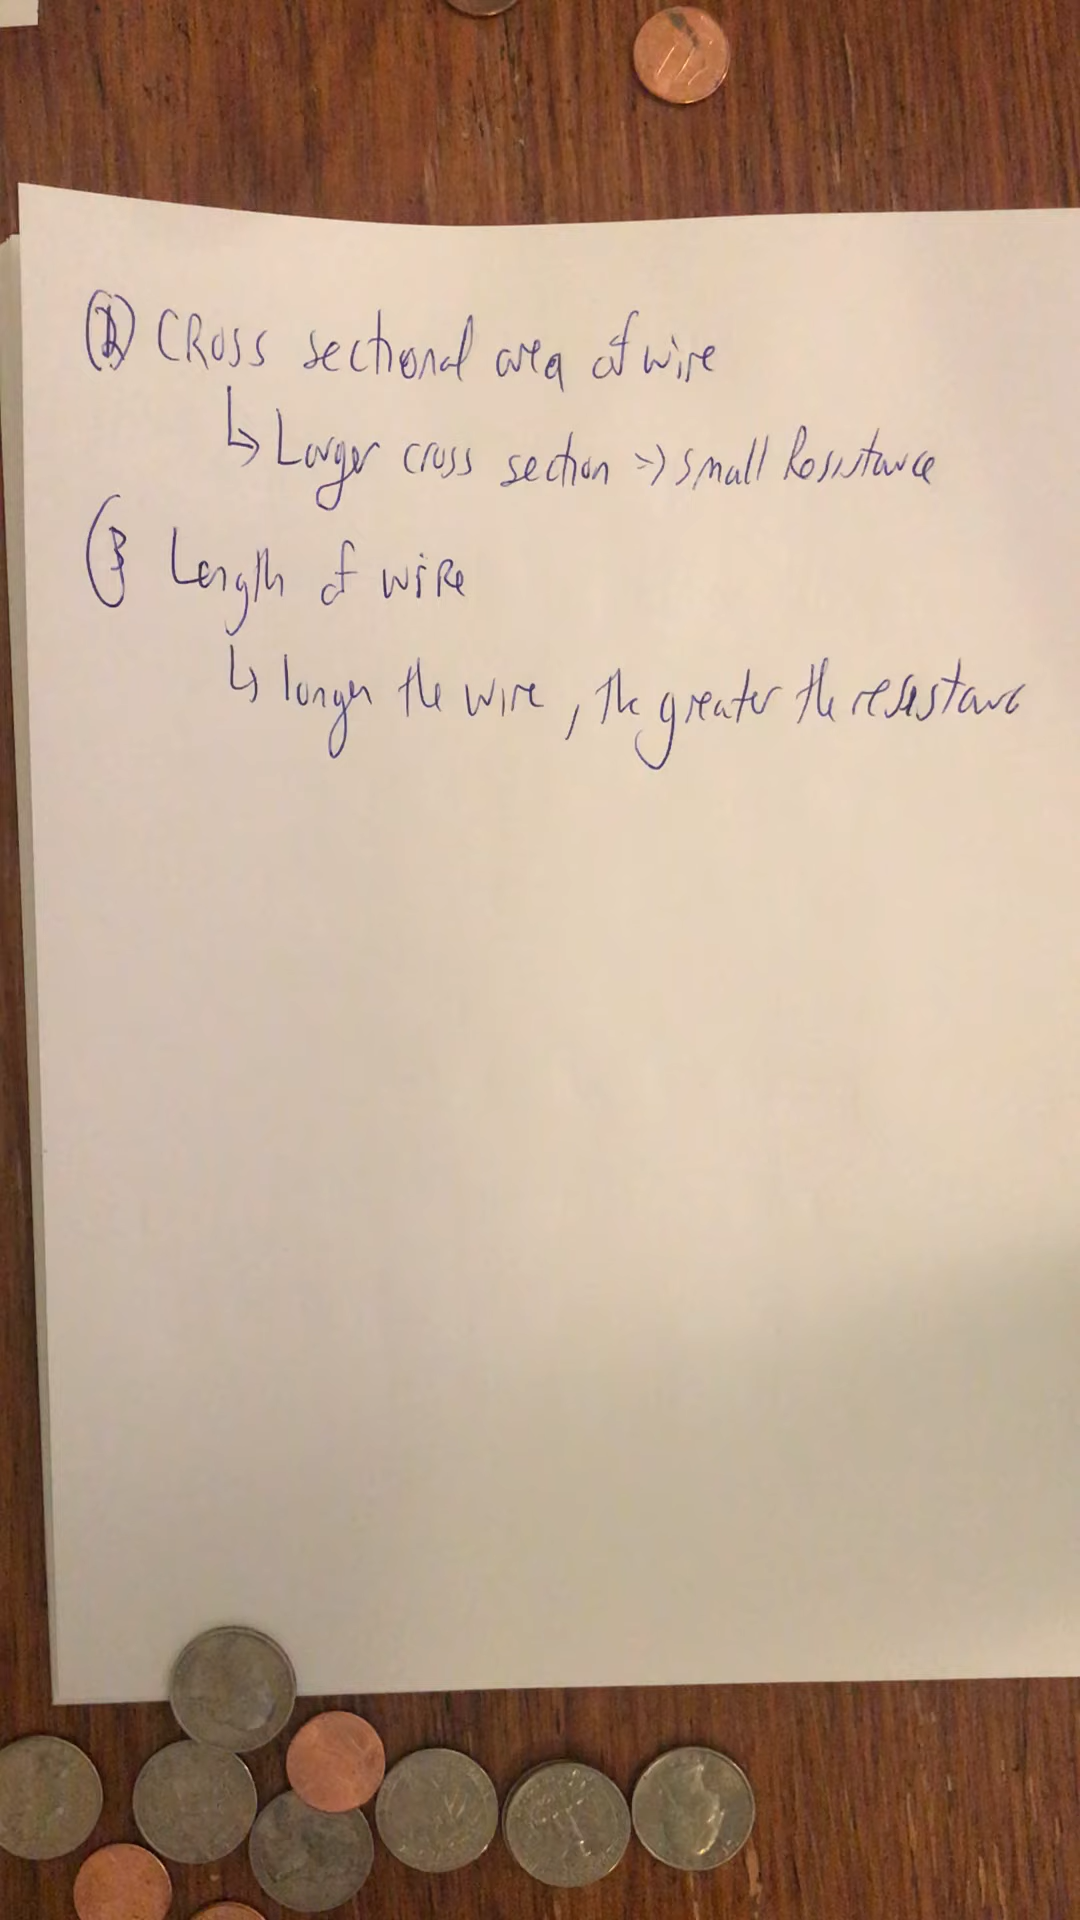 ② CROSS sectional area of wire
↳ Larger cross section => small Resistance
③ Length of wire
↳ longer the wire, the greater the resistance